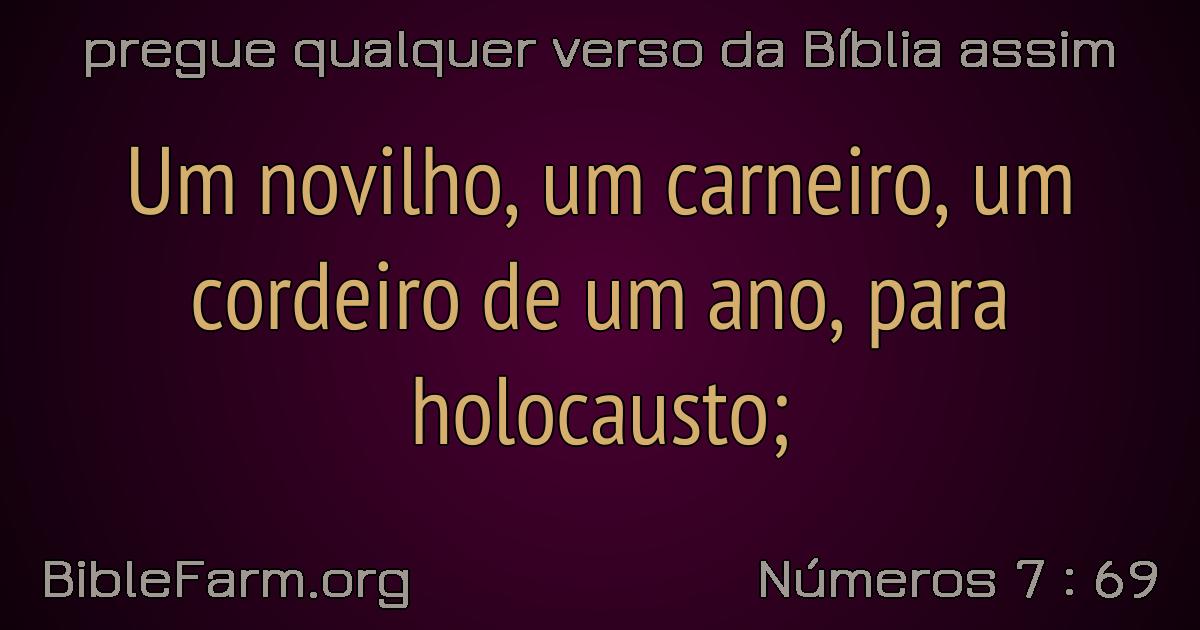 pregue qualquer verso da Bíblia assim
Um novilho, um carneiro, um
cordeiro de um ano, para
holocausto;
BibleFarm.org
Números 7 : 69